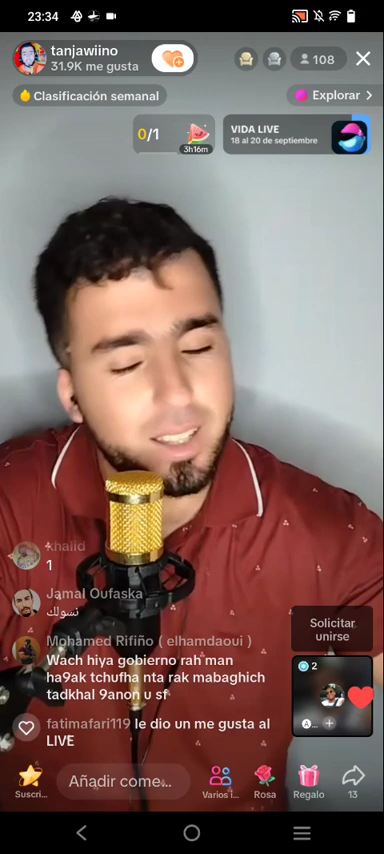 23:34
tanjawiino
31.9K me gusta
108
Clasificación semanal
Explorar
0/1
3h16m
VIDA LIVE
18 al 20 de septiembre
khalid
1
Jamal Oufaska
نسولك
Mohamed Rifiño ( elhamdaoui )
Wach hiya gobierno rah man
ha9ak tchufha nta rak mabaghich
tadkhal 9anon u sf
fatimafari119 le dio un me gusta al
LIVE
Solicitar
unirse
2
A...
Suscri...
Añadir come...
Varios i...
Rosa
Regalo
13